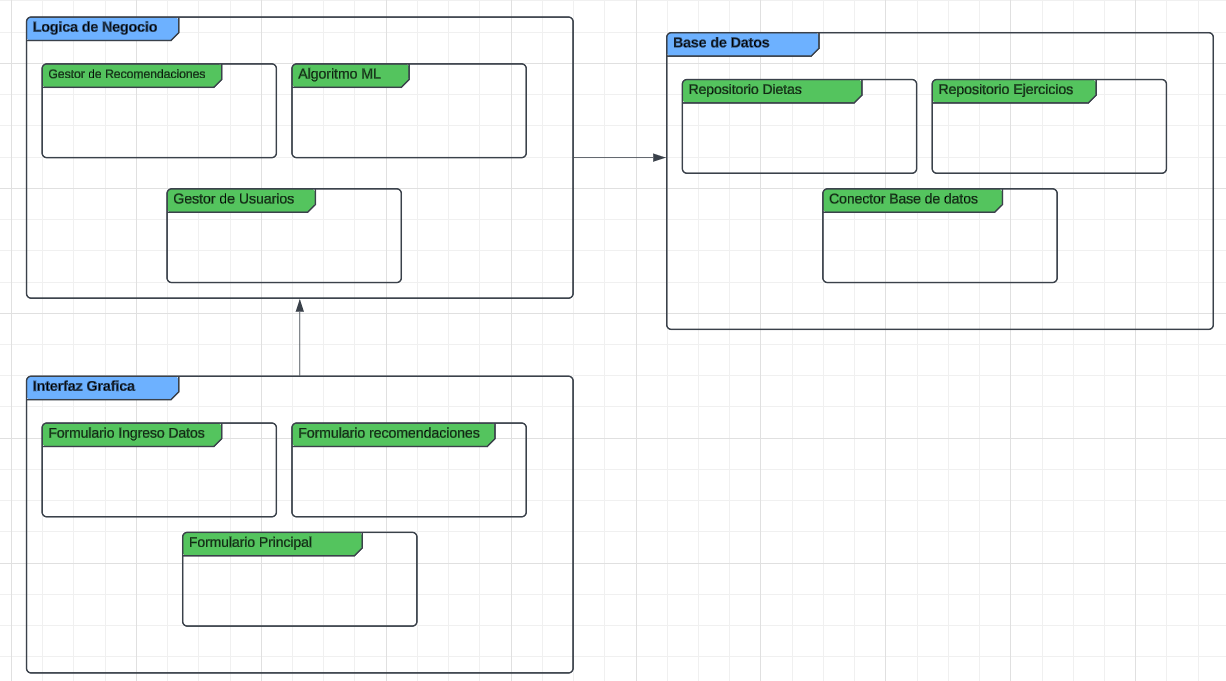 Logica de Negocio
Gestor de Recomendaciones
Algoritmo ML
Gestor de Usuarios
Base de Datos
Repositorio Dietas
Repositorio Ejercicios
Conector Base de datos
Interfaz Grafica
Formulario Ingreso Datos
Formulario recomendaciones
Formulario Principal